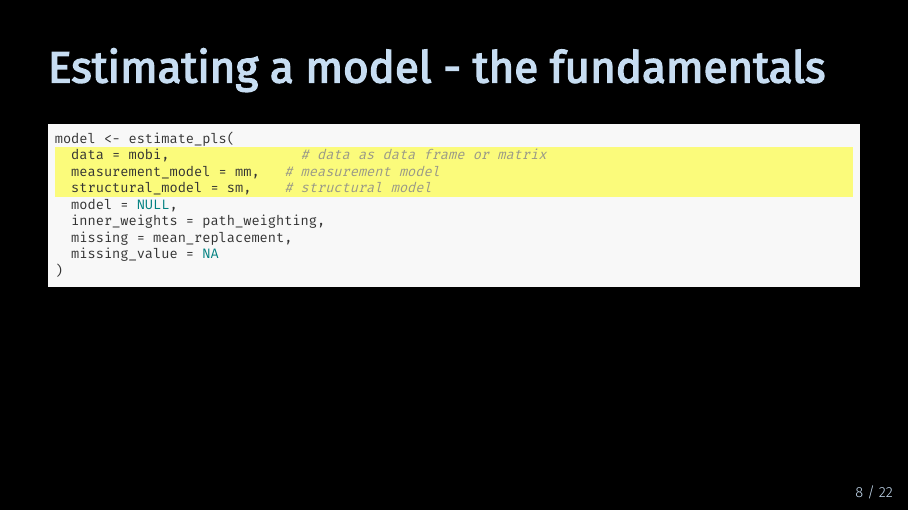 Estimating a model - the fundamentals
model <- estimate_pls(
  data = mobi,                # data as data frame or matrix
  measurement_model = mm,   # measurement model
  structural_model = sm,    # structural model
  model = NULL,
  inner_weights = path_weighting,
  missing = mean_replacement,
  missing_value = NA
)
8 / 22